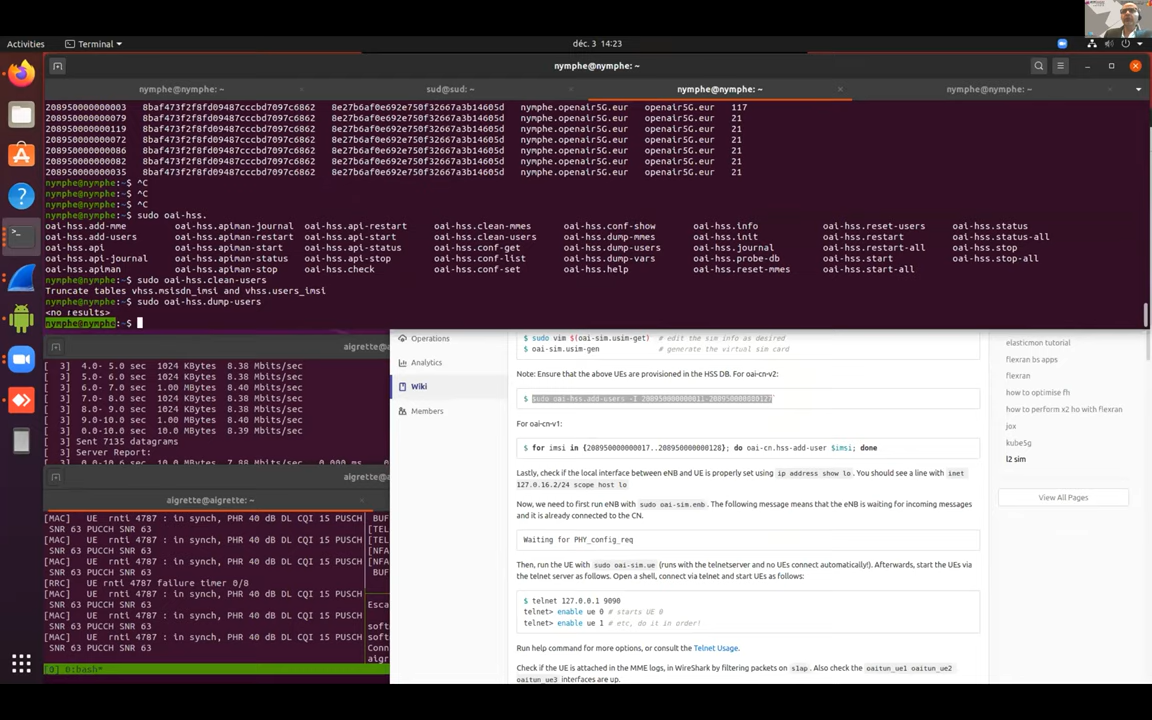 Activities
Terminal
déc. 3 14:23
nymphe@nymphe: ~
nymphe@nymphe: ~
sud@sud: ~
nymphe@nymphe: ~
nymphe@nymphe: ~
208950000000003 8baf473f2f8fd09487cccbd7097c6862 8e27b6af0e692e750f32667a3b14605d nymphe.openair5G.eur openair5G.eur 117
208950000000079 8baf473f2f8fd09487cccbd7097c6862 8e27b6af0e692e750f32667a3b14605d nymphe.openair5G.eur openair5G.eur 21
208950000000119 8baf473f2f8fd09487cccbd7097c6862 8e27b6af0e692e750f32667a3b14605d nymphe.openair5G.eur openair5G.eur 21
208950000000072 8baf473f2f8fd09487cccbd7097c6862 8e27b6af0e692e750f32667a3b14605d nymphe.openair5G.eur openair5G.eur 21
208950000000086 8baf473f2f8fd09487cccbd7097c6862 8e27b6af0e692e750f32667a3b14605d nymphe.openair5G.eur openair5G.eur 21
208950000000082 8baf473f2f8fd09487cccbd7097c6862 8e27b6af0e692e750f32667a3b14605d nymphe.openair5G.eur openair5G.eur 21
208950000000035 8baf473f2f8fd09487cccbd7097c6862 8e27b6af0e692e750f32667a3b14605d nymphe.openair5G.eur openair5G.eur 21
nymphe@nymphe:~$ ^C
nymphe@nymphe:~$ ^C
nymphe@nymphe:~$ ^C
nymphe@nymphe:~$ sudo oai-hss.
oai-hss.add-mme oai-hss.apiman-journal oai-hss.api-restart oai-hss.clean-mmes oai-hss.conf-show oai-hss.info oai-hss.reset-users oai-hss.status
oai-hss.add-users oai-hss.apiman-restart oai-hss.api-start oai-hss.clean-users oai-hss.dump-mmes oai-hss.init oai-hss.restart oai-hss.status-all
oai-hss.api oai-hss.apiman-start oai-hss.api-status oai-hss.conf-get oai-hss.dump-users oai-hss.journal oai-hss.restart-all oai-hss.stop
oai-hss.api-journal oai-hss.apiman-status oai-hss.api-stop oai-hss.conf-list oai-hss.dump-vars oai-hss.probe-db oai-hss.start oai-hss.stop-all
oai-hss.apiman oai-hss.apiman-stop oai-hss.check oai-hss.conf-set oai-hss.help oai-hss.reset-mmes oai-hss.start-all
nymphe@nymphe:~$ sudo oai-hss.clean-users
Truncate tables vhss.msisdn_imsi and vhss.users_imsi
nymphe@nymphe:~$ sudo oai-hss.dump-users
<no results>
nymphe@nymphe:~$
aigrette@aigre
[ 3] 4.0- 5.0 sec 1024 KBytes 8.38 Mbits/sec
[ 3] 5.0- 6.0 sec 1024 KBytes 8.38 Mbits/sec
[ 3] 6.0- 7.0 sec 1.00 MBytes 8.40 Mbits/sec
[ 3] 7.0- 8.0 sec 1024 KBytes 8.38 Mbits/sec
[ 3] 8.0- 9.0 sec 1024 KBytes 8.38 Mbits/sec
[ 3] 9.0-10.0 sec 1.00 MBytes 8.40 Mbits/sec
[ 3] 0.0-10.0 sec 10.0 MBytes 8.39 Mbits/sec
[ 3] Sent 7135 datagrams
[ 3] Server Report:
aigrette@aigre
aigrette@aigrette: ~
[MAC] UE rnti 4787 : in synch, PHR 40 dB DL CQI 15 PUSCH
SNR 63 PUCCH SNR 63
[MAC] UE rnti 4787 : in synch, PHR 40 dB DL CQI 15 PUSCH
SNR 63 PUCCH SNR 63
[MAC] UE rnti 4787 : in synch, PHR 40 dB DL CQI 15 PUSCH
SNR 63 PUCCH SNR 63
[RRC] UE rnti 4787 failure timer 0/8
[MAC] UE rnti 4787 : in synch, PHR 40 dB DL CQI 15 PUSCH
SNR 63 PUCCH SNR 63
[MAC] UE rnti 4787 : in synch, PHR 40 dB DL CQI 15 PUSCH
SNR 63 PUCCH SNR 63
[MAC] UE rnti 4787 : in synch, PHR 40 dB DL CQI 15 PUSCH
SNR 63 PUCCH SNR 63
BUF
[TEL
[NFA
BUF
Esca
soft
soft
Conn
aigr
[0] 0:bash*
Operations
Analytics
Wiki
Members
$ sudo vim $(oai-sim.usim-get) # edit the sim info as desired
$ oai-sim.usim-gen # generate the virtual sim card
Note: Ensure that the above UEs are provisioned in the HSS DB. For oai-cn-v2:
$ sudo oai-hss.add-users -I 208950000000011-208950000000127
For oai-cn-v1:
$ for imsi in {208950000000017..208950000000128}; do oai-cn.hss-add-user $imsi; done
Lastly, check if the local interface between eNB and UE is properly set using ip address show lo. You should see a line with inet
127.0.16.2/24 scope host lo
Now, we need to first run eNB with sudo oai-sim.enb. The following message means that the eNB is waiting for incoming messages
and it is already connected to the CN.
Waiting for PHY_config_req
Then, run the UE with sudo oai-sim.ue (runs with the telnetserver and no UEs connect automatically!). Afterwards, start the UEs via
the telnet server as follows. Open a shell, connect via telnet and start UEs as follows:
$ telnet 127.0.0.1 9090
telnet> enable ue 0 # starts UE 0
telnet> enable ue 1 # etc, do it in order!
Run help command for more options, or consult the Telnet Usage.
Check if the UE is attached in the MME logs, in WireShark by filtering packets on s1ap. Also check the oaitun_ue1 oaitun_ue2
oaitun_ue3 interfaces are up.
elasticmon tutorial
flexran bs apps
flexran
how to optimise fh
how to perform x2 ho with flexran
jox
kube5g
l2 sim
View All Pages